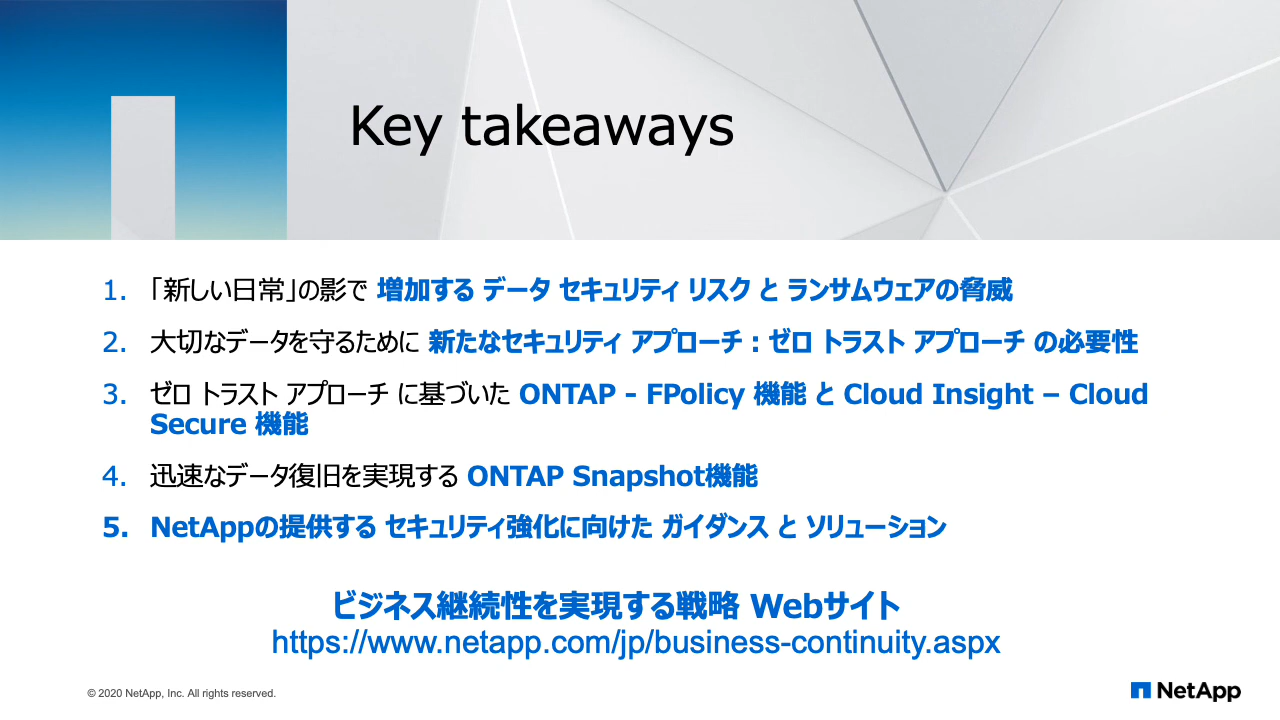 Key takeaways
1. 「新しい日常」の影で 増加する データ セキュリティ リスク と ランサムウェアの脅威
2. 大切なデータを守るために 新たなセキュリティ アプローチ : ゼロ トラスト アプローチ の必要性
3. ゼロ トラスト アプローチ に基づいた ONTAP - FPolicy 機能 と Cloud Insight – Cloud
Secure 機能
4. 迅速なデータ復旧を実現する ONTAP Snapshot機能
5. NetAppの提供する セキュリティ強化に向けた ガイダンス と ソリューション
ビジネス継続性を実現する戦略 Webサイト
https://www.netapp.com/jp/business-continuity.aspx
© 2020 NetApp, Inc. All rights reserved.
NetApp